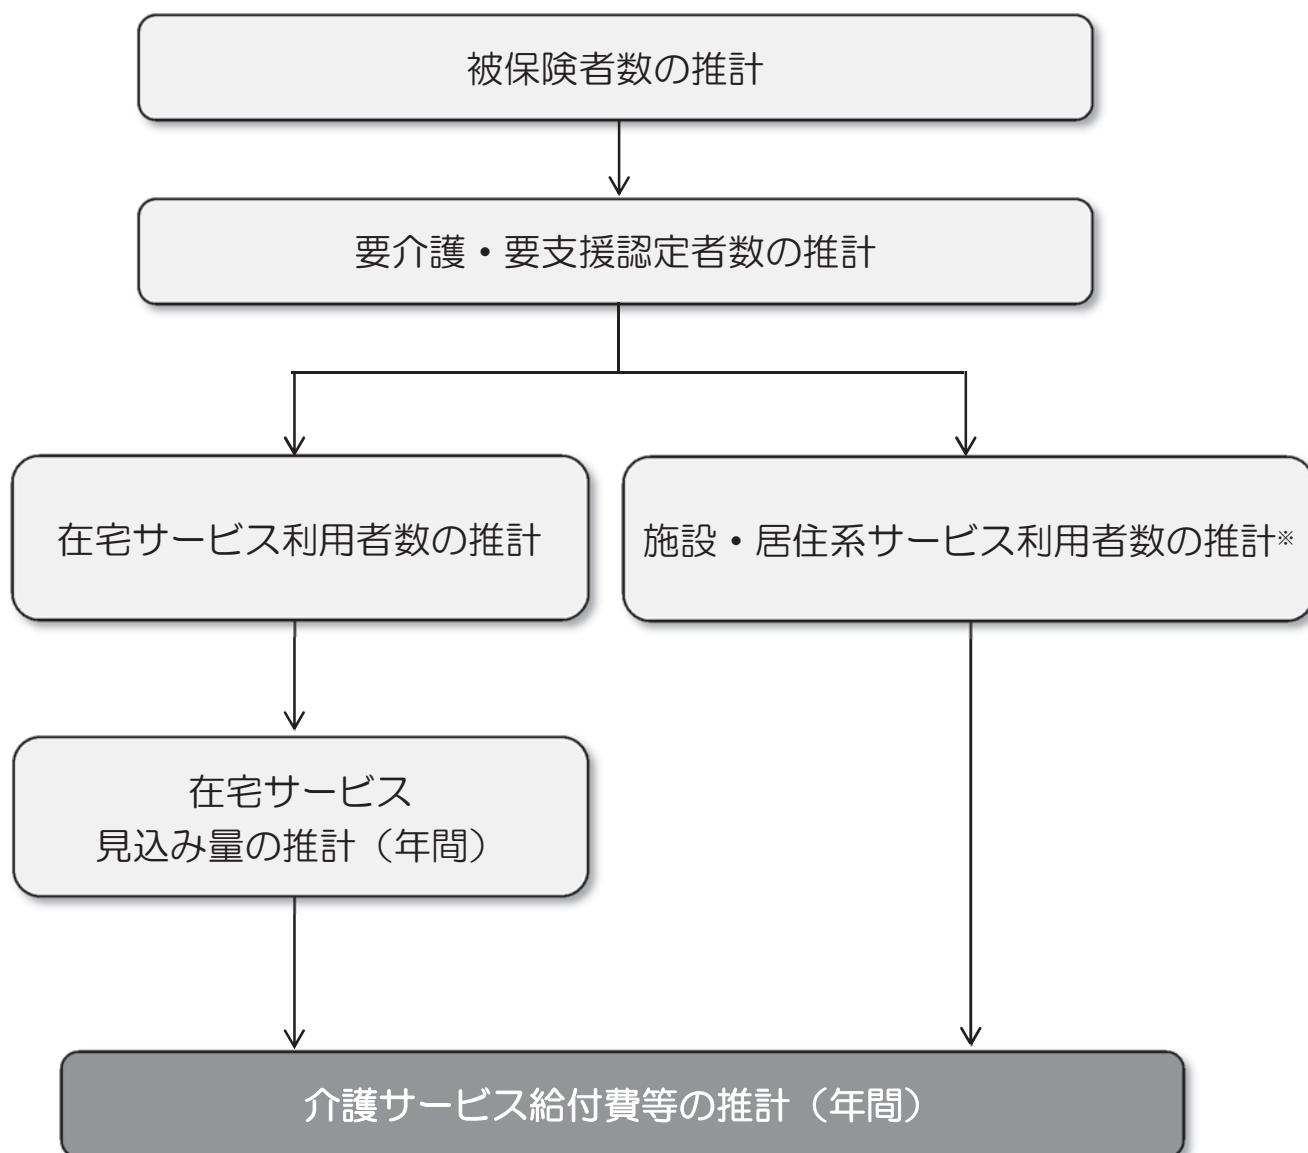 被保険者数の推計
要介護・要支援認定者数の推計
在宅サービス利用者数の推計
施設・居住系サービス利用者数の推計※
在宅サービス
見込み量の推計（年間）
介護サービス給付費等の推計（年間）